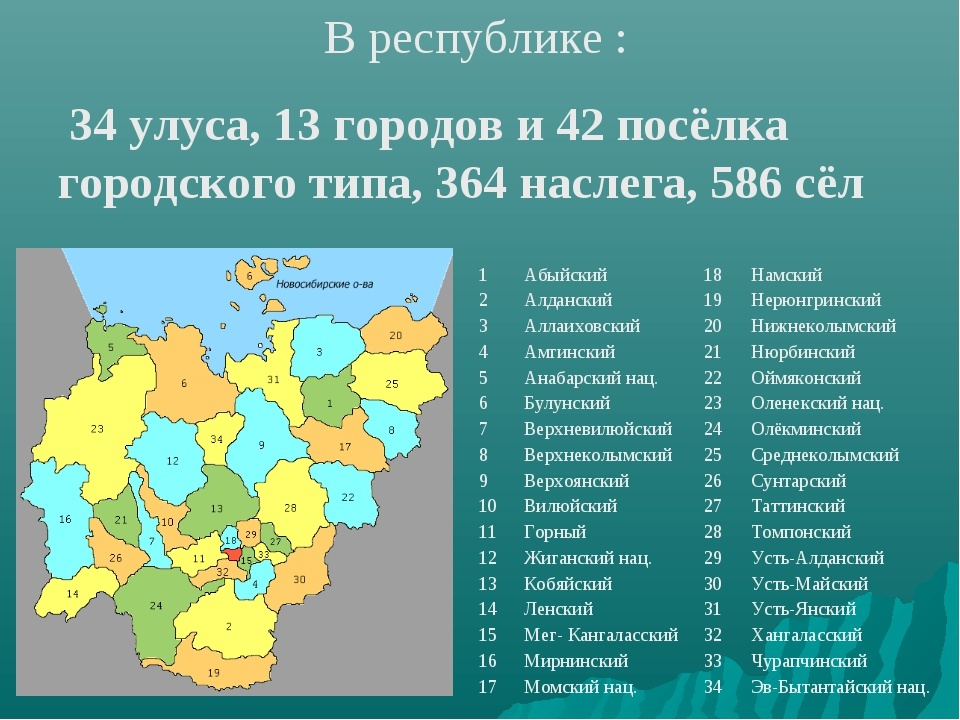 В республике :
34 улуса, 13 городов и 42 посёлка
городского типа, 364 наслега, 586 сёл
6
Новосибирские о-ва
5
3
20
6
31
25
1
23
34
9
8
17
12
22
16
13
28
21
10
7
18
29
27
26
11
15
33
32
4
30
14
24
2
19
1 Абыйский 18 Намский
2 Алданский 19 Нерюнгринский
3 Аллаиховский 20 Нижнеколымский
4 Амгинский 21 Нюрбинский
5 Анабарский нац. 22 Оймяконский
6 Булунский 23 Оленекский нац.
7 Верхневилюйский 24 Олёкминский
8 Верхнеколымский 25 Среднеколымский
9 Верхоянский 26 Сунтарский
10 Вилюйский 27 Таттинский
11 Горный 28 Томпонский
12 Жиганский нац. 29 Усть-Алданский
13 Кобяйский 30 Усть-Майский
14 Ленский 31 Усть-Янский
15 Мег- Кангаласский 32 Хангаласский
16 Мирнинский 33 Чурапчинский
17 Момский нац. 34 Эв-Бытантайский нац.